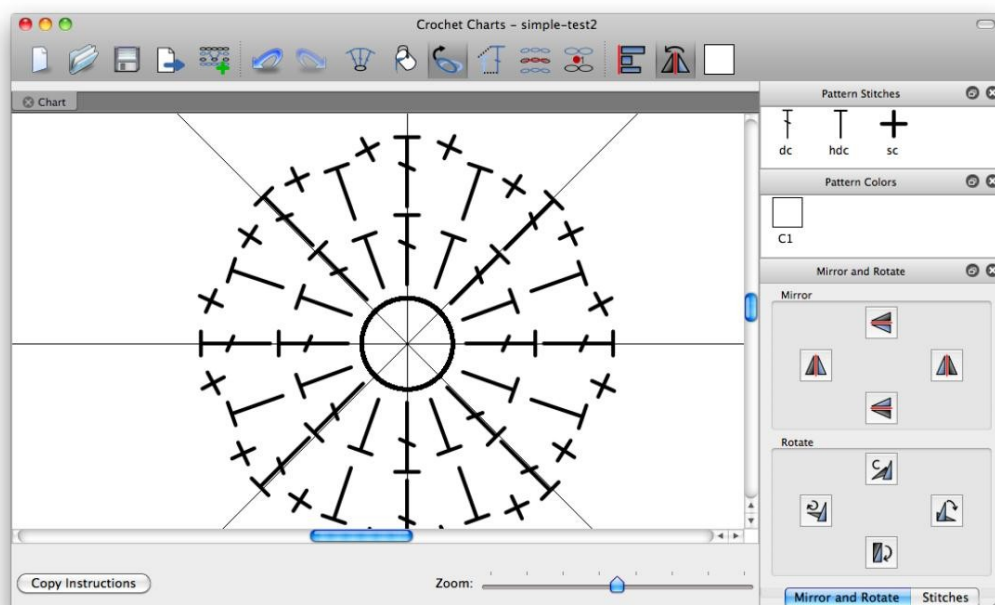 Crochet Charts - simple-test2
Chart
Pattern Stitches
dc hdc sc
Pattern Colors
C1
Mirror and Rotate
Mirror
Rotate
Copy Instructions
Zoom:
Mirror and Rotate Stitches